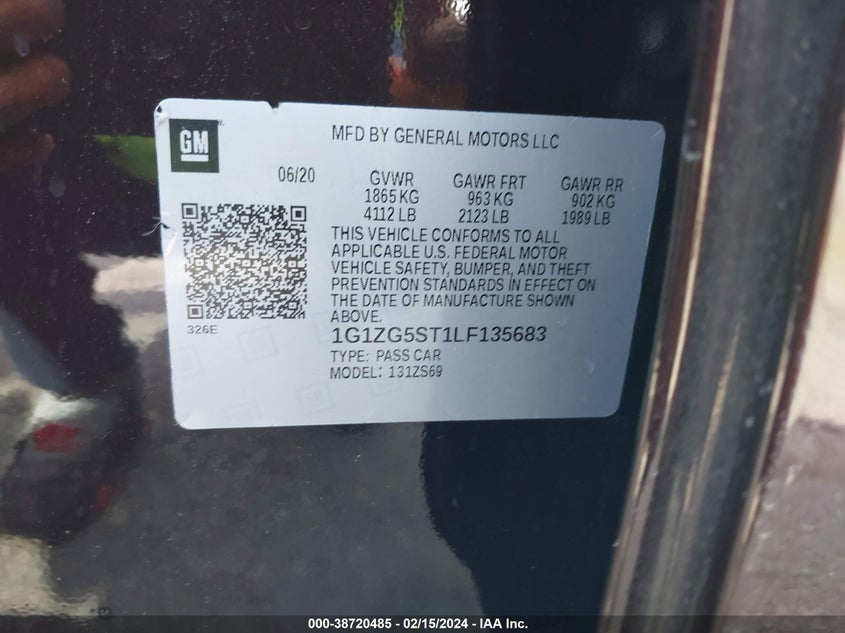 GM
MFD BY GENERAL MOTORS LLC
06/20
GVWR GAWR FRT GAWR RR
1865 KG 963 KG 902 KG
4112 LB 2123 LB 1989 LB
THIS VEHICLE CONFORMS TO ALL
APPLICABLE U.S. FEDERAL MOTOR
VEHICLE SAFETY, BUMPER, AND THEFT
PREVENTION STANDARDS IN EFFECT ON
THE DATE OF MANUFACTURE SHOWN
ABOVE.
326E
1G1ZG5ST1LF135683
TYPE: PASS CAR
MODEL: 131ZS69
000-38720485 - 02/15/2024 - IAA Inc.